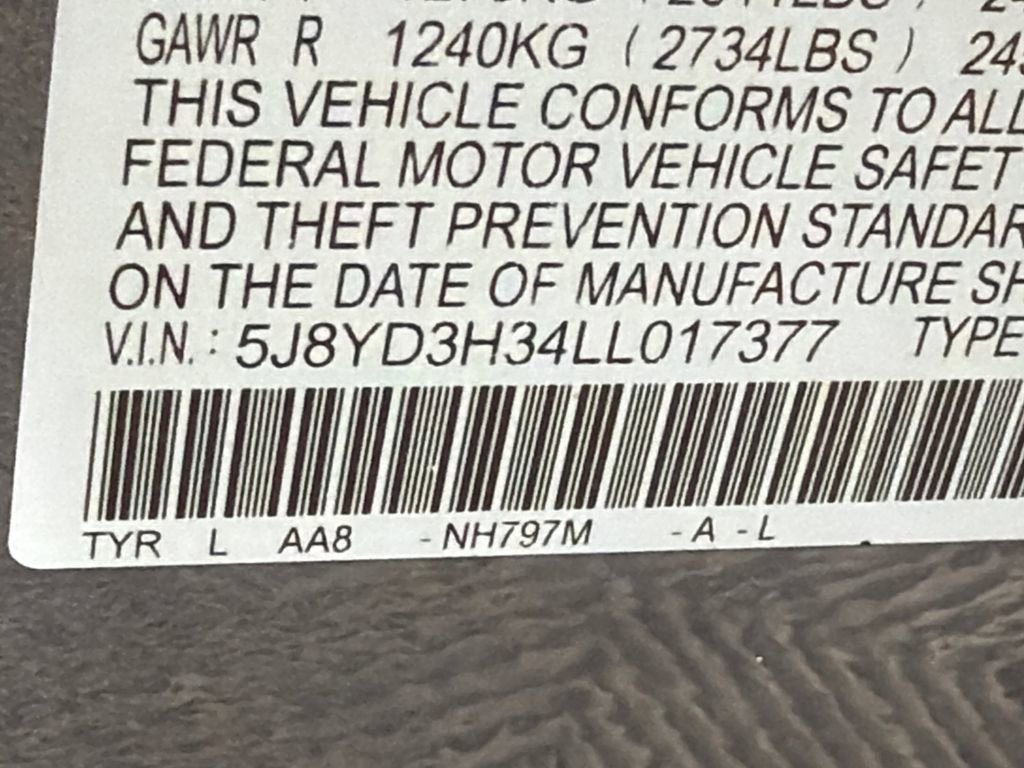 GAWR R 1240KG ( 2734LBS ) 24
THIS VEHICLE CONFORMS TO ALL
FEDERAL MOTOR VEHICLE SAFET
AND THEFT PREVENTION STANDAR
ON THE DATE OF MANUFACTURE SH
V.I.N. : 5J8YD3H34LL017377 TYPE
TYR L AA8 - NH797M - A - L